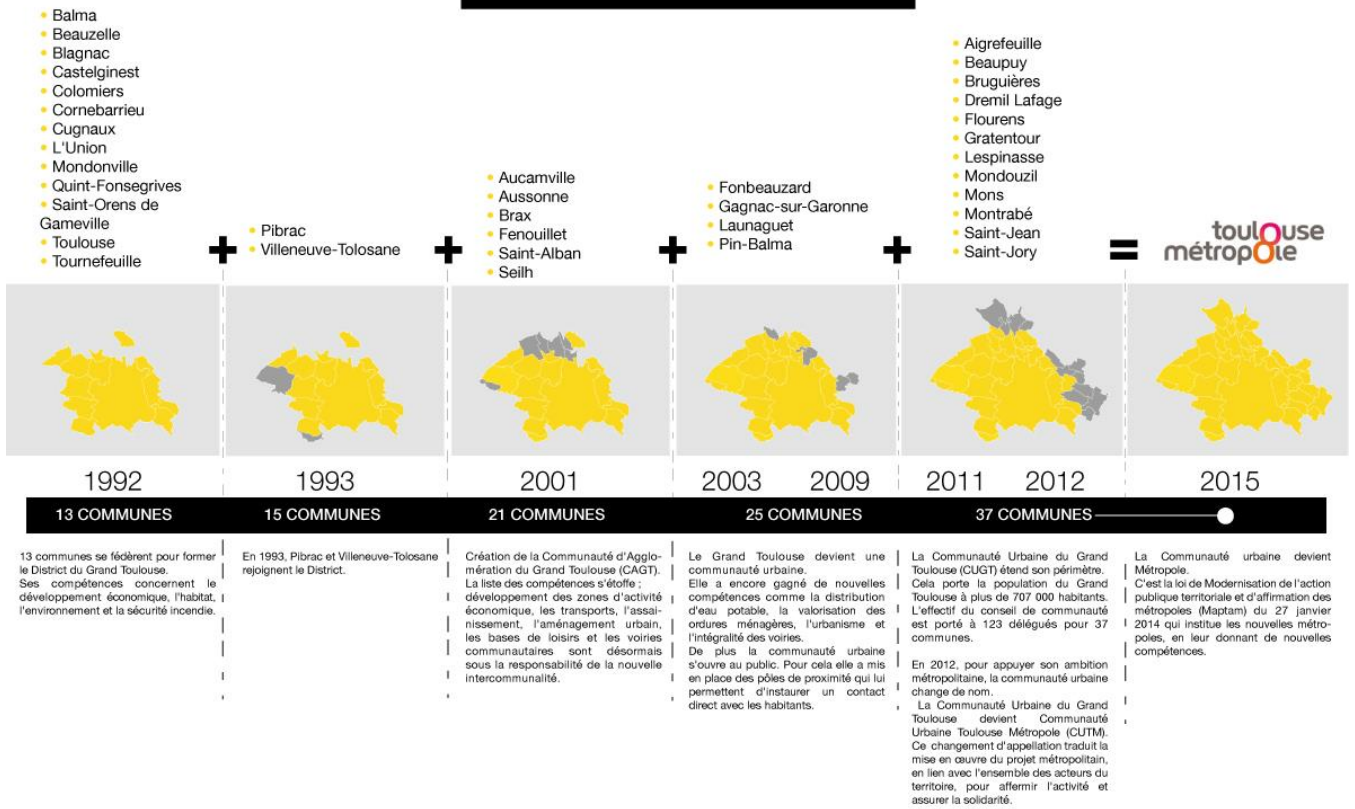 • Balma
• Beauzelle
• Blagnac
• Castelginest
• Colomiers
• Cornebarrieu
• Cugnaux
• L'Union
• Mondonville
• Quint-Fonsegrives
• Saint-Orens de
Gameville
• Toulouse
• Tournefeuille
+
• Pibrac
• Villeneuve-Tolosane
+
• Aucamville
• Aussonne
• Brax
• Fenouillet
• Saint-Alban
• Seilh
+
• Fonbeauzard
• Gagnac-sur-Garonne
• Launaguet
• Pin-Balma
+
• Aigrefeuille
• Beaupuy
• Bruguières
• Dremil Lafage
• Flourens
• Gratentour
• Lespinasse
• Mondouzil
• Mons
• Montrabé
• Saint-Jean
• Saint-Jory
=
toulouse
métropole
1992
13 COMMUNES
13 communes se fédèrent pour former
le District du Grand Toulouse.
Ses compétences concernent le
développement économique, l'habitat,
l'environnement et la sécurité incendie.
1993
15 COMMUNES
En 1993, Pibrac et Villeneuve-Tolosane
rejoignent le District.
2001
21 COMMUNES
Création de la Communauté d'Agglo-
mération du Grand Toulouse (CAGT).
La liste des compétences s'étoffe ;
développement des zones d'activité
économique, les transports, l'assai-
nissement, l'aménagement urbain,
les bases de loisirs et les voiries
communautaires sont désormais
sous la responsabilité de la nouvelle
intercommunalité.
2003 2009
25 COMMUNES
Le Grand Toulouse devient une
communauté urbaine.
Elle a encore gagné de nouvelles
compétences comme la distribution
d'eau potable, la valorisation des
ordures ménagères, l'urbanisme et
l'intégralité des voiries.
De plus la communauté urbaine
s'ouvre au public. Pour cela elle a mis
en place des pôles de proximité qui lui
permettent d'instaurer un contact
direct avec les habitants.
2011 2012
37 COMMUNES
La Communauté Urbaine du Grand
Toulouse (CUGT) étend son périmètre.
Cela porte la population du Grand
Toulouse à plus de 707 000 habitants.
L'effectif du conseil de communauté
est porté à 123 délégués pour 37
communes.
En 2012, pour appuyer son ambition
métropolitaine, la communauté urbaine
change de nom.
La Communauté Urbaine du Grand
Toulouse devient Communauté
Urbaine Toulouse Métropole (CUTM).
Ce changement d'appellation traduit la
mise en œuvre du projet métropolitain,
en lien avec l'ensemble des acteurs du
territoire, pour affermir l'activité et
assurer la solidarité.
2015
La Communauté urbaine devient
Métropole.
C'est la loi de Modernisation de l'action
publique territoriale et d'affirmation des
métropoles (Maptam) du 27 janvier
2014 qui institue les nouvelles métro-
poles, en leur donnant de nouvelles
compétences.